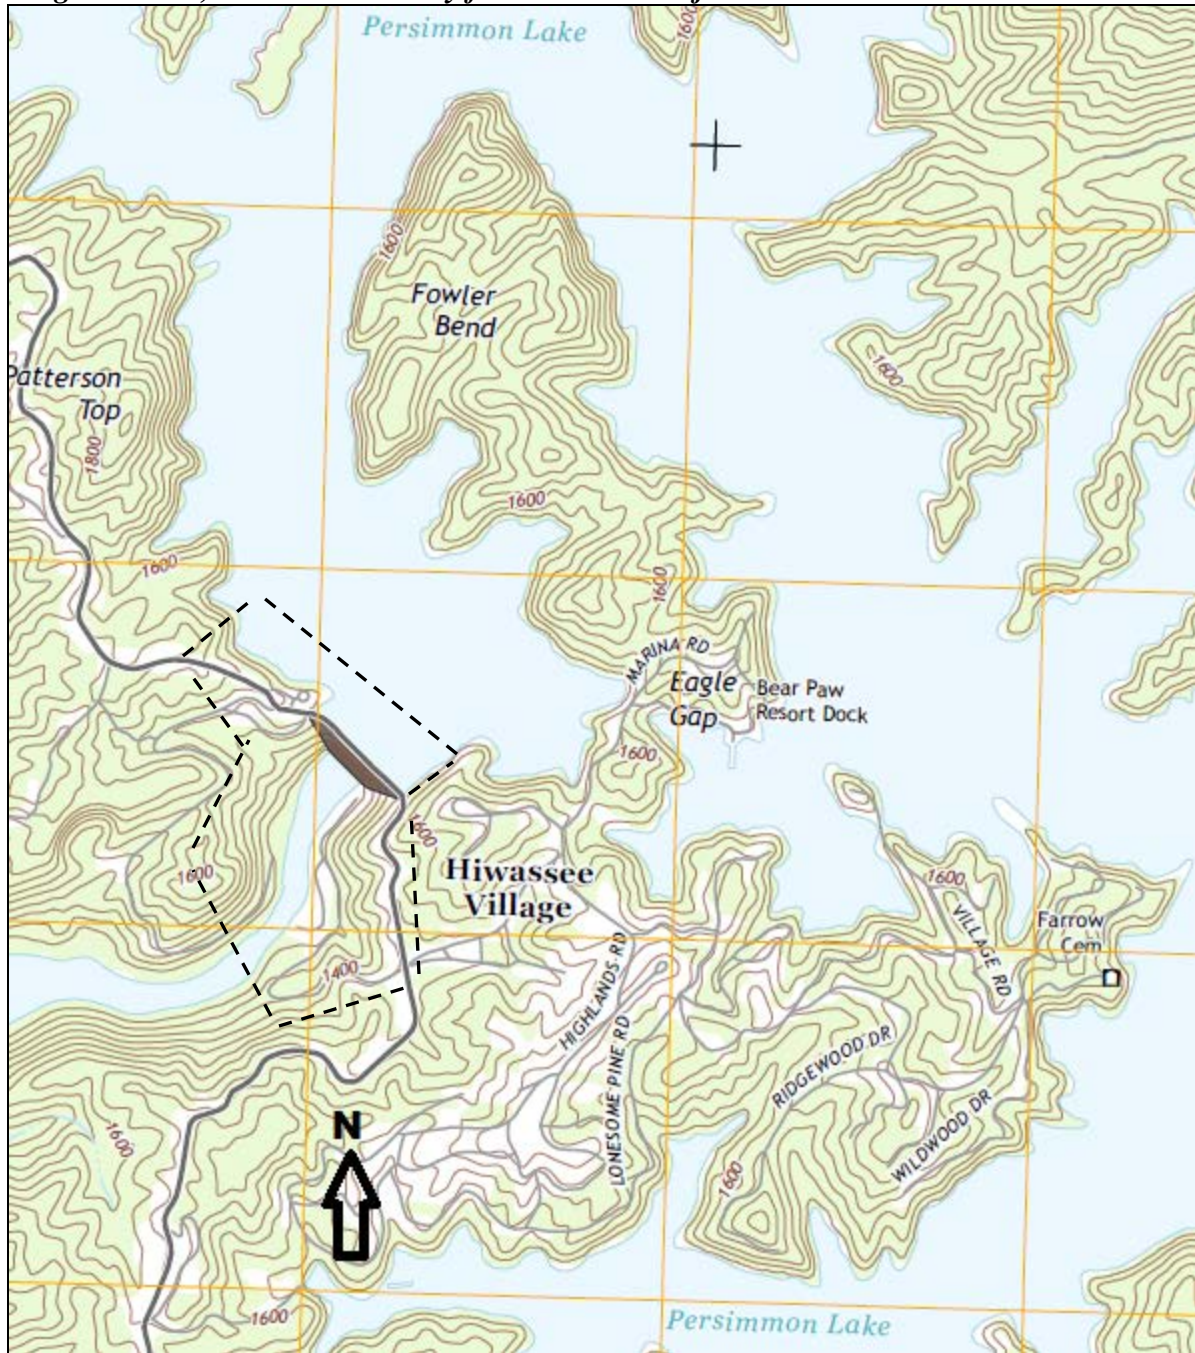 Persimmon Lake
1600
1600
Fowler
Bend
1600
Patterson
Top
1800
1600
1600
1600
MARINA RD
Eagle
Gap
Bear Paw
Resort Dock
1600
1600
Hiwassee
Village
1600
1600
VILLAGE RD
Farrow
Cem
HIGHLANDS RD
1400
LONESOME PINE RD
RIDGEWOOD DR
WILDWOOD DR
N
1600
1600
1600
Persimmon Lake